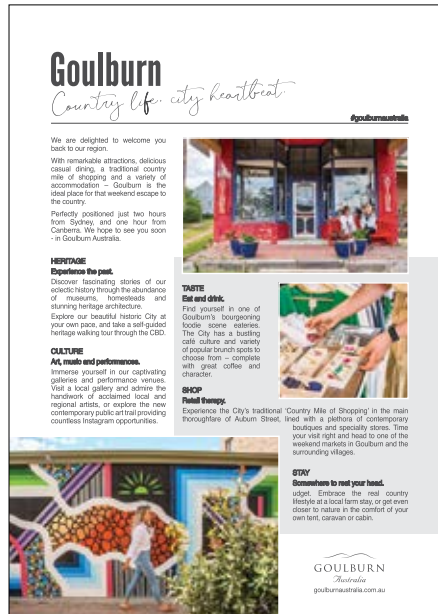 Goulburn
Country life. city heartbeat.
#goulburnaustralia
We are delighted to welcome you
back to our region.
With remarkable attractions, delicious
casual dining, a traditional country
mile of shopping and a variety of
accommodation – Goulburn is the
ideal place for that weekend escape to
the country.
Perfectly positioned just two hours
from Sydney, and one hour from
Canberra. We hope to see you soon
- in Goulburn Australia.
HERITAGE
Experience the past.
Discover fascinating stories of our
eclectic history through the abundance
of museums, homesteads and
stunning heritage architecture.
Explore our beautiful historic City at
your own pace, and take a self-guided
heritage walking tour through the CBD.
CULTURE
Art, music and performances.
Immerse yourself in our captivating
galleries and performance venues.
Visit a local gallery and admire the
handiwork of acclaimed local and
regional artists, or explore the new
contemporary public art trail providing
countless Instagram opportunities.
TASTE
Eat and drink.
Find yourself in one of
Goulburn's bourgeoning
foodie scene eateries.
The City has a bustling
café culture and variety
of popular brunch spots to
choose from – complete
with great coffee and
character.
SHOP
Retail therapy.
Experience the City's traditional 'Country Mile of Shopping' in the main
thoroughfare of Auburn Street, lined with a plethora of contemporary
boutiques and speciality stores. Time
your visit right and head to one of the
weekend markets in Goulburn and the
surrounding villages.
STAY
Somewhere to rest your head.
udget. Embrace the real country
lifestyle at a local farm stay, or get even
closer to nature in the comfort of your
own tent, caravan or cabin.
GOULBURN
Australia
goulburnaustralia.com.au